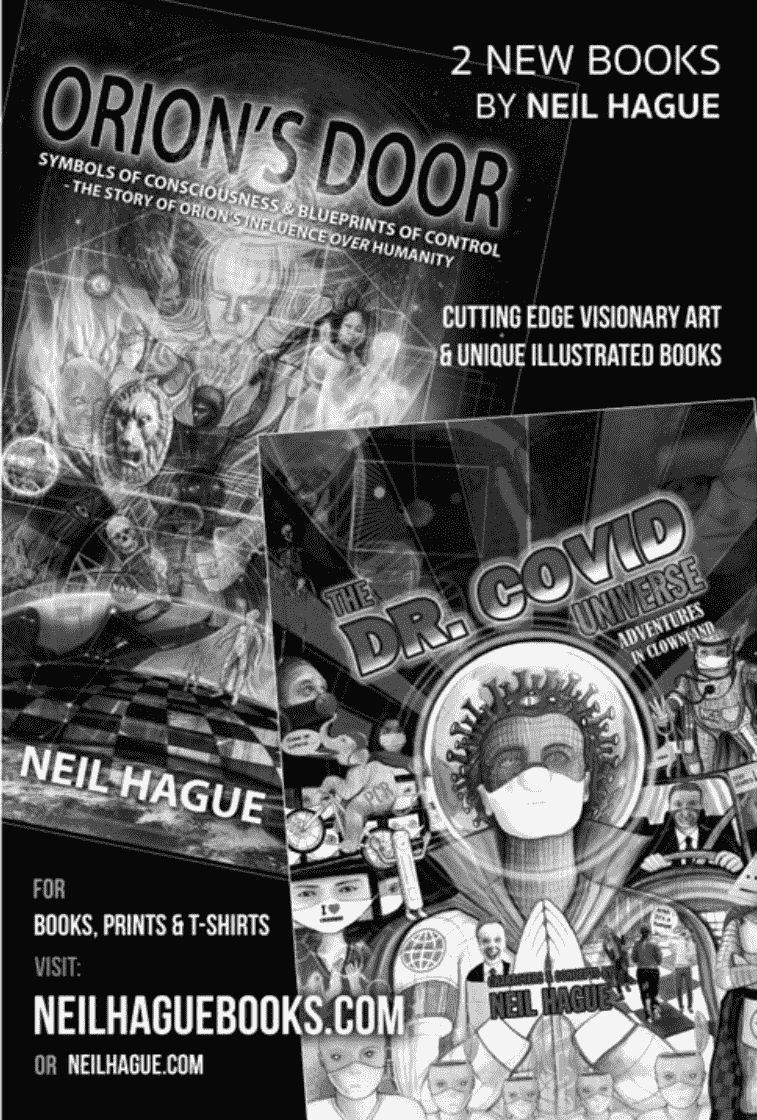 2 NEW BOOKS
BY NEIL HAGUE
ORION'S DOOR
SYMBOLS OF CONSCIOUSNESS & BLUEPRINTS OF CONTROL
- THE STORY OF ORION'S INFLUENCE OVER HUMANITY
CUTTING EDGE VISIONARY ART
& UNIQUE ILLUSTRATED BOOKS
THE
DR. COVID
UNIVERSE
ADVENTURES
IN CLOWNLAND
NEIL HAGUE
PCR
I
NEIL HAGUE
FOR
BOOKS, PRINTS & T-SHIRTS
VISIT:
NEILHAGUEBOOKS.COM
OR NEILHAGUE.COM